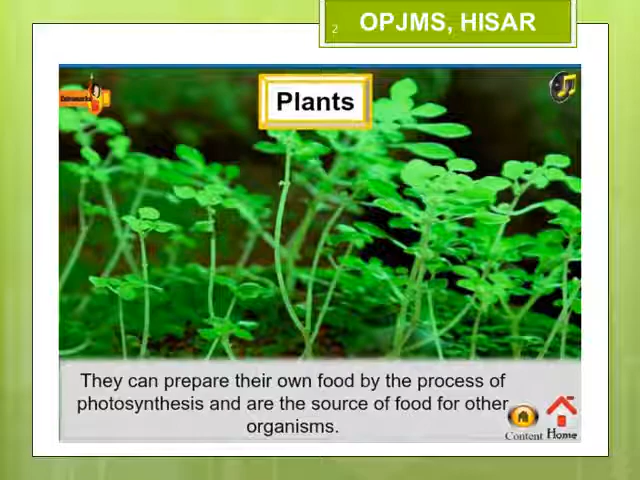 2
OPJMS, HISAR
Extramarks
Plants
They can prepare their own food by the process of
photosynthesis and are the source of food for other
organisms.
Content Home